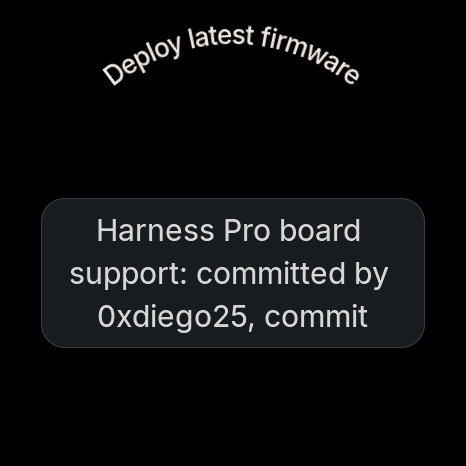 Deploy latest firmware
Harness Pro board
support: committed by
0xdiego25, commit